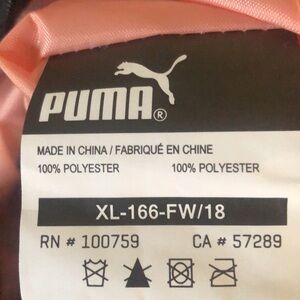 PUMA®
MADE IN CHINA / FABRIQUÉ EN CHINE
100% POLYESTER 100% POLYESTER
XL-166-FW/18
RN # 100759 CA # 57289